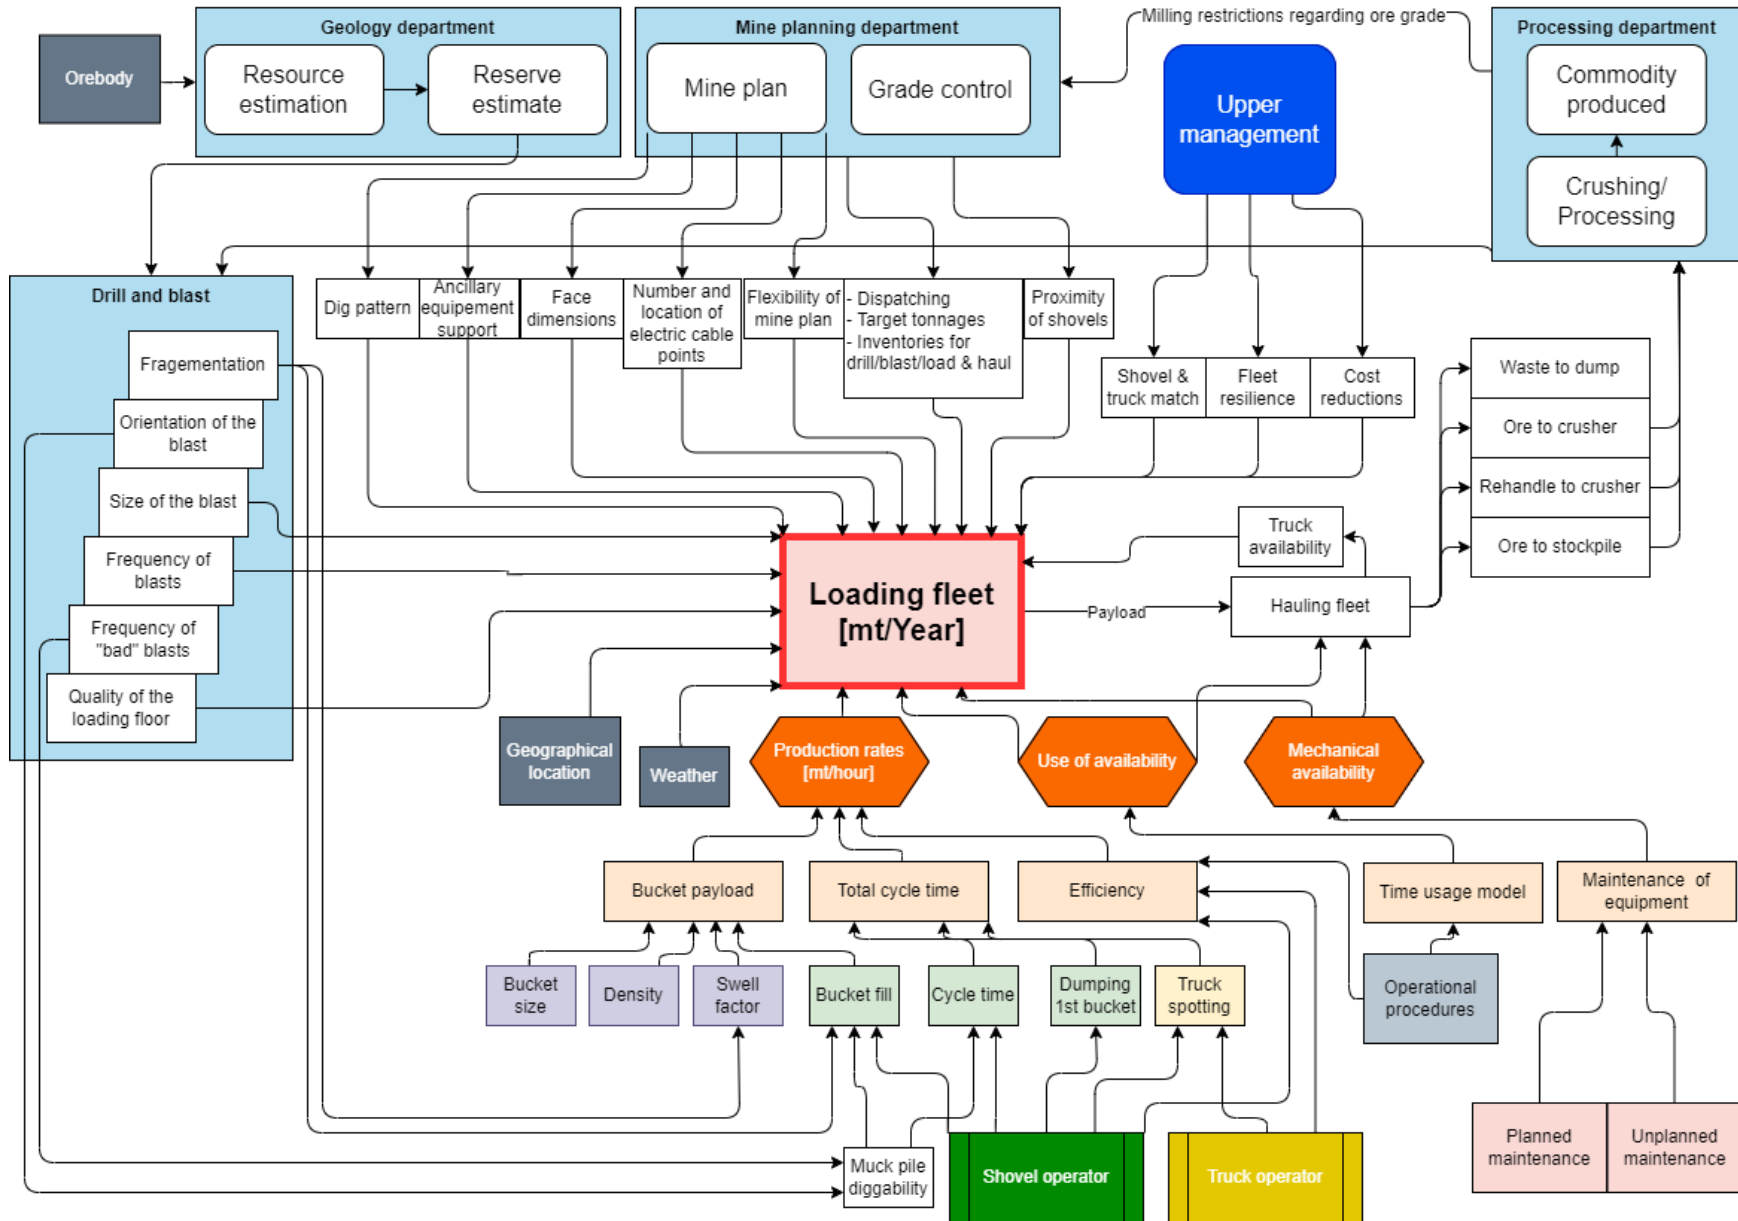 Geology department
Mine planning department
Milling restrictions regarding ore grade
Processing department
Orebody
Resource
estimation
Reserve
estimate
Mine plan
Grade control
Upper
management
Commodity
produced
Crushing/
Processing
Drill and blast
Dig pattern
Ancillary
equipement
support
Face
dimensions
Number and
location of
electric cable
points
Flexibility of
mine plan
- Dispatching
- Target tonnages
- Inventories for
drill/blast/load & haul
Proximity
of shovels
Shovel &
truck match
Fleet
resilience
Cost
reductions
Waste to dump
Ore to crusher
Rehandle to crusher
Ore to stockpile
Fragementation
Orientation of the
blast
Size of the blast
Frequency of
blasts
Frequency of
"bad" blasts
Quality of the
loading floor
Loading fleet
[mt/Year]
Truck
availability
Payload
Hauling fleet
Geographical
location
Weather
Production rates
[mt/hour]
Use of availability
Mechanical
availability
Bucket payload
Total cycle time
Efficiency
Time usage model
Maintenance of
equipment
Bucket
size
Density
Swell
factor
Bucket fill
Cycle time
Dumping
1st bucket
Truck
spotting
Operational
procedures
Muck pile
diggability
Shovel operator
Truck operator
Planned
maintenance
Unplanned
maintenance